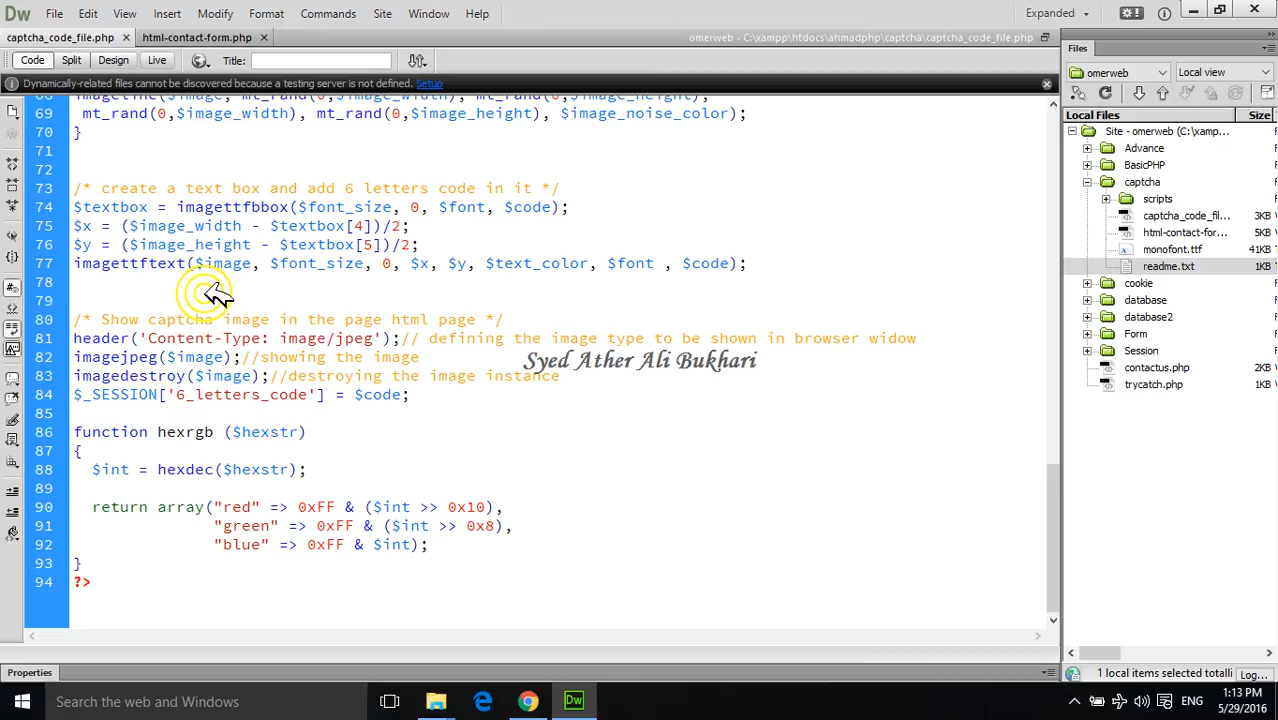 Dw File Edit View Insert Modify Format Commands Site Window Help Expanded
captcha_code_file.php × html-contact-form.php × omerweb - C:\xampp\htdocs\ahmadphp\captcha\captcha_code_file.php
Code Split Design Live Title:
Dynamically-related files cannot be discovered because a testing server is not defined. Setup
68 imageline($image, mt_rand(0,$image_width), mt_rand(0,$image_height),
69 mt_rand(0,$image_width), mt_rand(0,$image_height), $image_noise_color);
70 }
71
72
73 /* create a text box and add 6 letters code in it */
74 $textbox = imagettfbbox($font_size, 0, $font, $code);
75 $x = ($image_width - $textbox[4])/2;
76 $y = ($image_height - $textbox[5])/2;
77 imagettftext($image, $font_size, 0, $x, $y, $text_color, $font , $code);
78
79
80 /* Show captcha image in the page html page */
81 header('Content-Type: image/jpeg');// defining the image type to be shown in browser widow
82 imagejpeg($image);//showing the image
Syed Ather Ali Bukhari
83 imagedestroy($image);//destroying the image instance
84 $_SESSION['6_letters_code'] = $code;
85
86 function hexrgb ($hexstr)
87 {
88 $int = hexdec($hexstr);
89
90 return array("red" => 0xFF & ($int >> 0x10),
91 "green" => 0xFF & ($int >> 0x8),
92 "blue" => 0xFF & $int);
93 }
94 ?>
Properties
Files
omerweb Local view
Local Files Size
Site - omerweb (C:\xamp...
Advance
BasicPHP
captcha
scripts
captcha_code_fil... 3KB
html-contact-for... 5KB
monofont.ttf 41KB
readme.txt 1KB
cookie
database
database2
Form
Session
contactus.php 2KB
trycatch.php 1KB
1 local items selected totalli Log...
Search the web and Windows
Dw
ENG
1:13 PM
5/29/2016